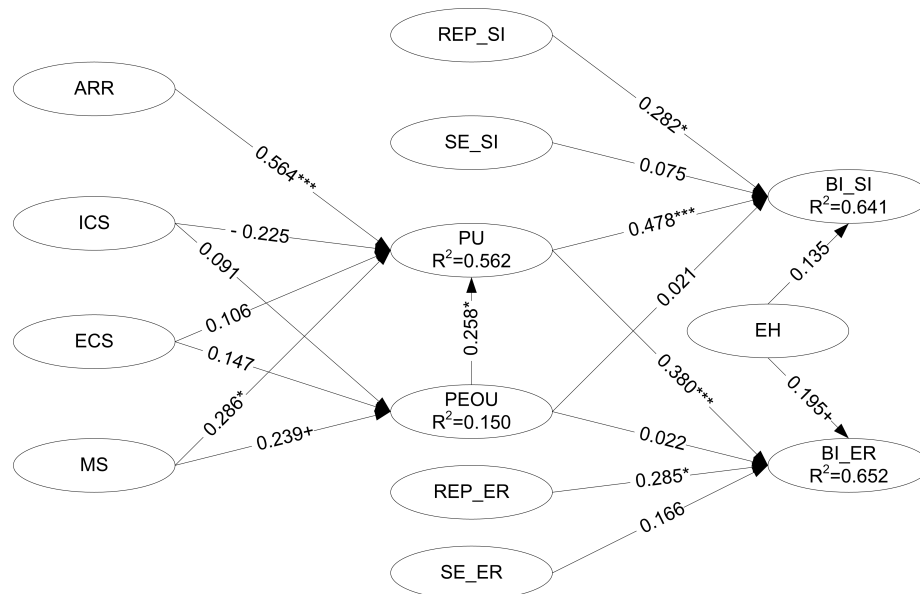 REP_SI
ARR
0.282*
SE_SI
0.564***
0.075
BI_SI
R²=0.641
ICS
- 0.225
PU
R²=0.562
0.478***
0.091
0.135
0.021
0.106
0.258*
ECS
EH
0.147
0.380***
0.286*
PEOU
R²=0.150
0.195+
0.239+
0.022
BI_ER
R²=0.652
MS
REP_ER
0.285*
0.166
SE_ER